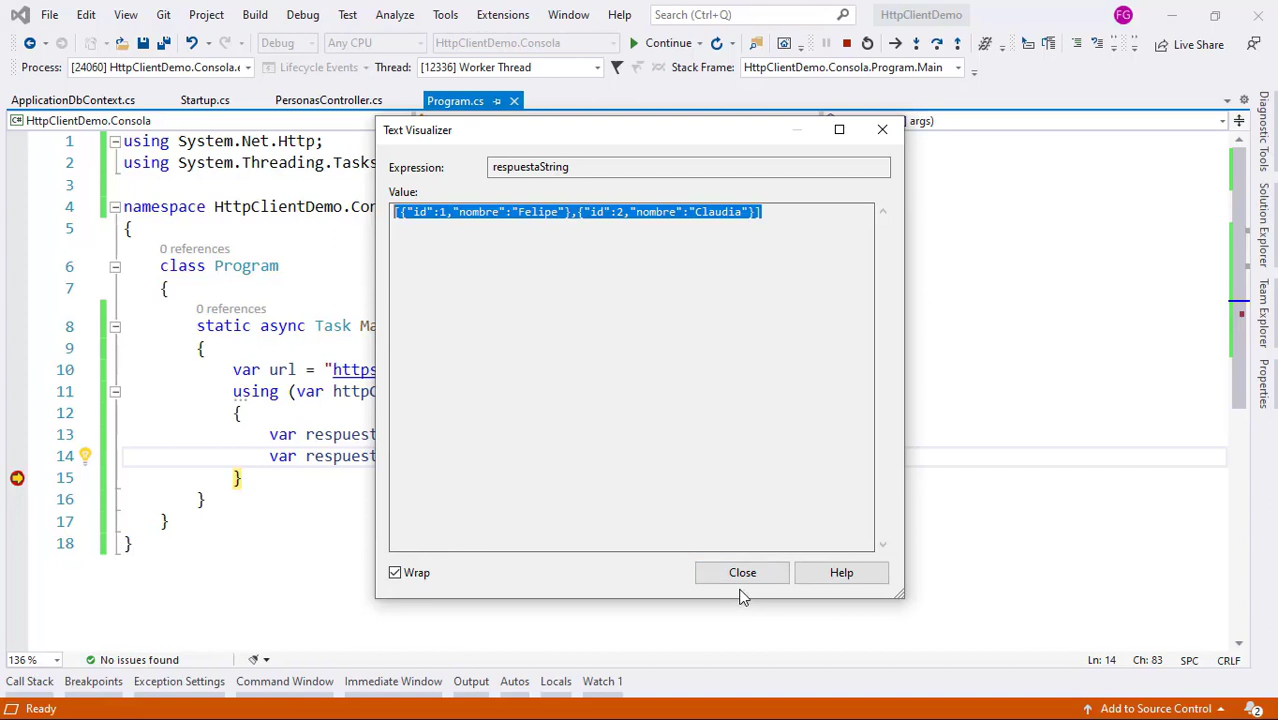 File Edit View Git Project Build Debug Test Analyze Tools Extensions Window Help Search (Ctrl+Q) HttpClientDemo FG
Debug Any CPU HttpClientDemo.Consola Continue Live Share
Process: [24060] HttpClientDemo.Consola.e Lifecycle Events Thread: [12336] Worker Thread Stack Frame: HttpClientDemo.Consola.Program.Main
ApplicationDbContext.cs Startup.cs PersonasController.cs Program.cs
HttpClientDemo.Consola args)
Text Visualizer
Expression: respuestaString
Value:
[{"id":1,"nombre":"Felipe"},{"id":2,"nombre":"Claudia"}]
Wrap Close Help
1 using System.Net.Http;
2 using System.Threading.Tasks
3
4 namespace HttpClientDemo.Con
5 {
0 references
6 class Program
7 {
0 references
8 static async Task Ma
9 {
10 var url = "https
11 using (var httpC
12 {
13 var respuest
14 var respuest
15 }
16 }
17 }
18 }
Diagnostic Tools
Solution Explorer
Team Explorer
Properties
136 % No issues found Ln: 14 Ch: 83 SPC CRLF
Call Stack Breakpoints Exception Settings Command Window Immediate Window Output Autos Locals Watch 1
Ready Add to Source Control 2